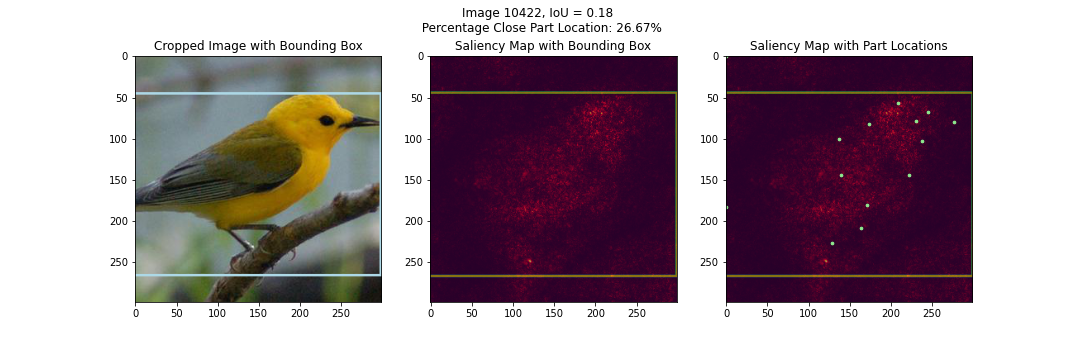 Image 10422, IoU = 0.18
Percentage Close Part Location: 26.67%
Cropped Image with Bounding Box
Saliency Map with Bounding Box
Saliency Map with Part Locations
0
50
100
150
200
250
0 50 100 150 200 250
0
50
100
150
200
250
0 50 100 150 200 250
0
50
100
150
200
250
0 50 100 150 200 250